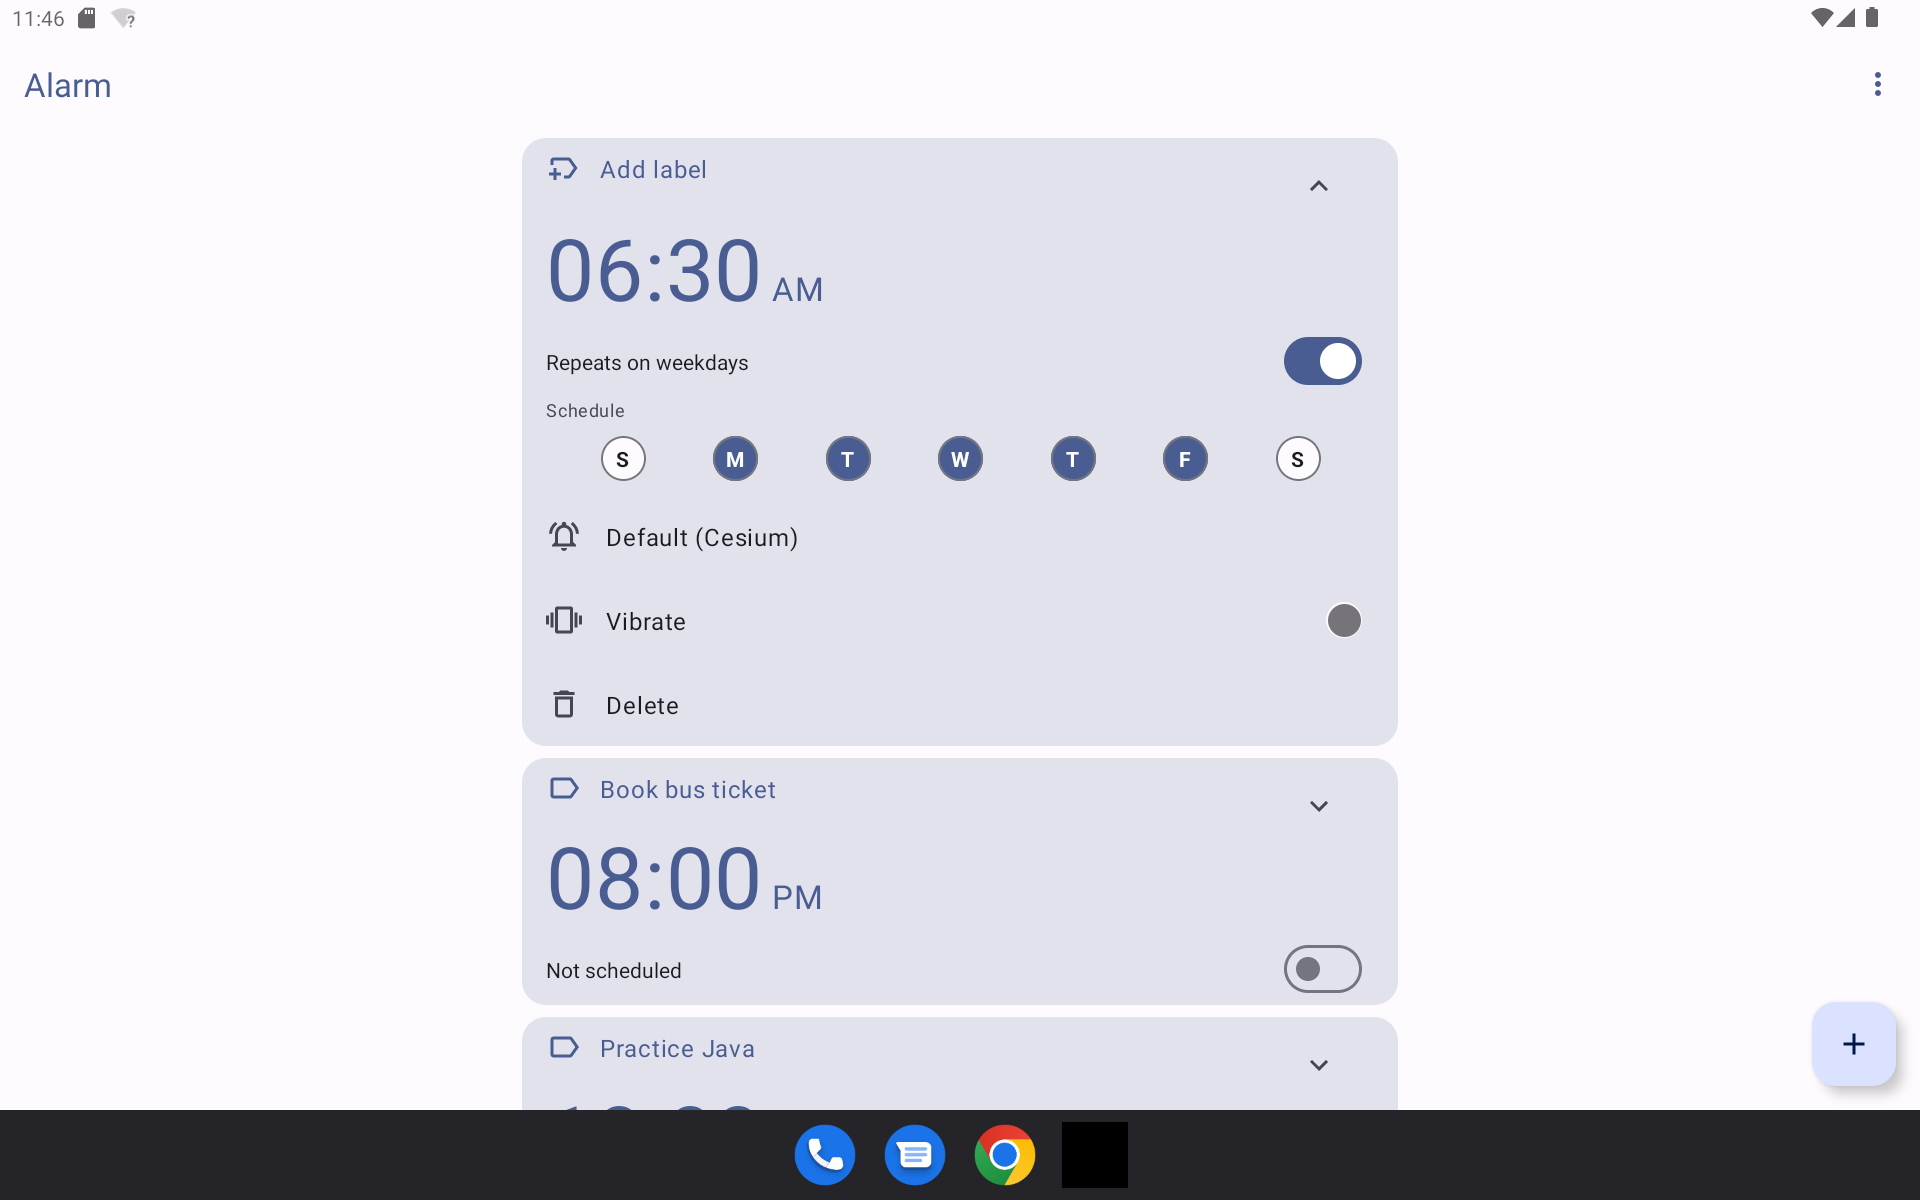 11:46
Alarm
Add label
06:30 AM
Repeats on weekdays
Schedule
S M T W T F S
Default (Cesium)
Vibrate
Delete
Book bus ticket
08:00 PM
Not scheduled
Practice Java